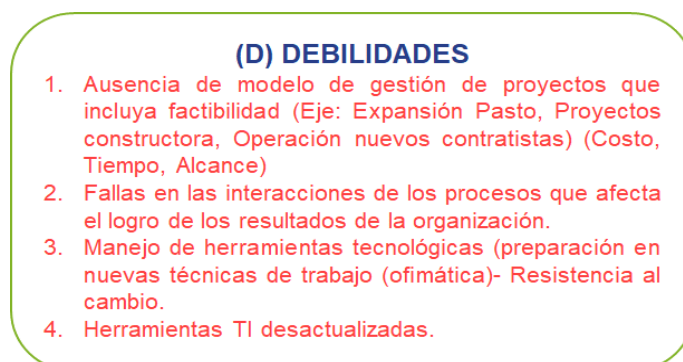 (D) DEBILIDADES
1. Ausencia de modelo de gestión de proyectos que
incluya factibilidad (Eje: Expansión Pasto, Proyectos
constructora, Operación nuevos contratistas) (Costo,
Tiempo, Alcance)
2. Fallas en las interacciones de los procesos que afecta
el logro de los resultados de la organización.
3. Manejo de herramientas tecnológicas (preparación en
nuevas técnicas de trabajo (ofimática)- Resistencia al
cambio.
4. Herramientas TI desactualizadas.